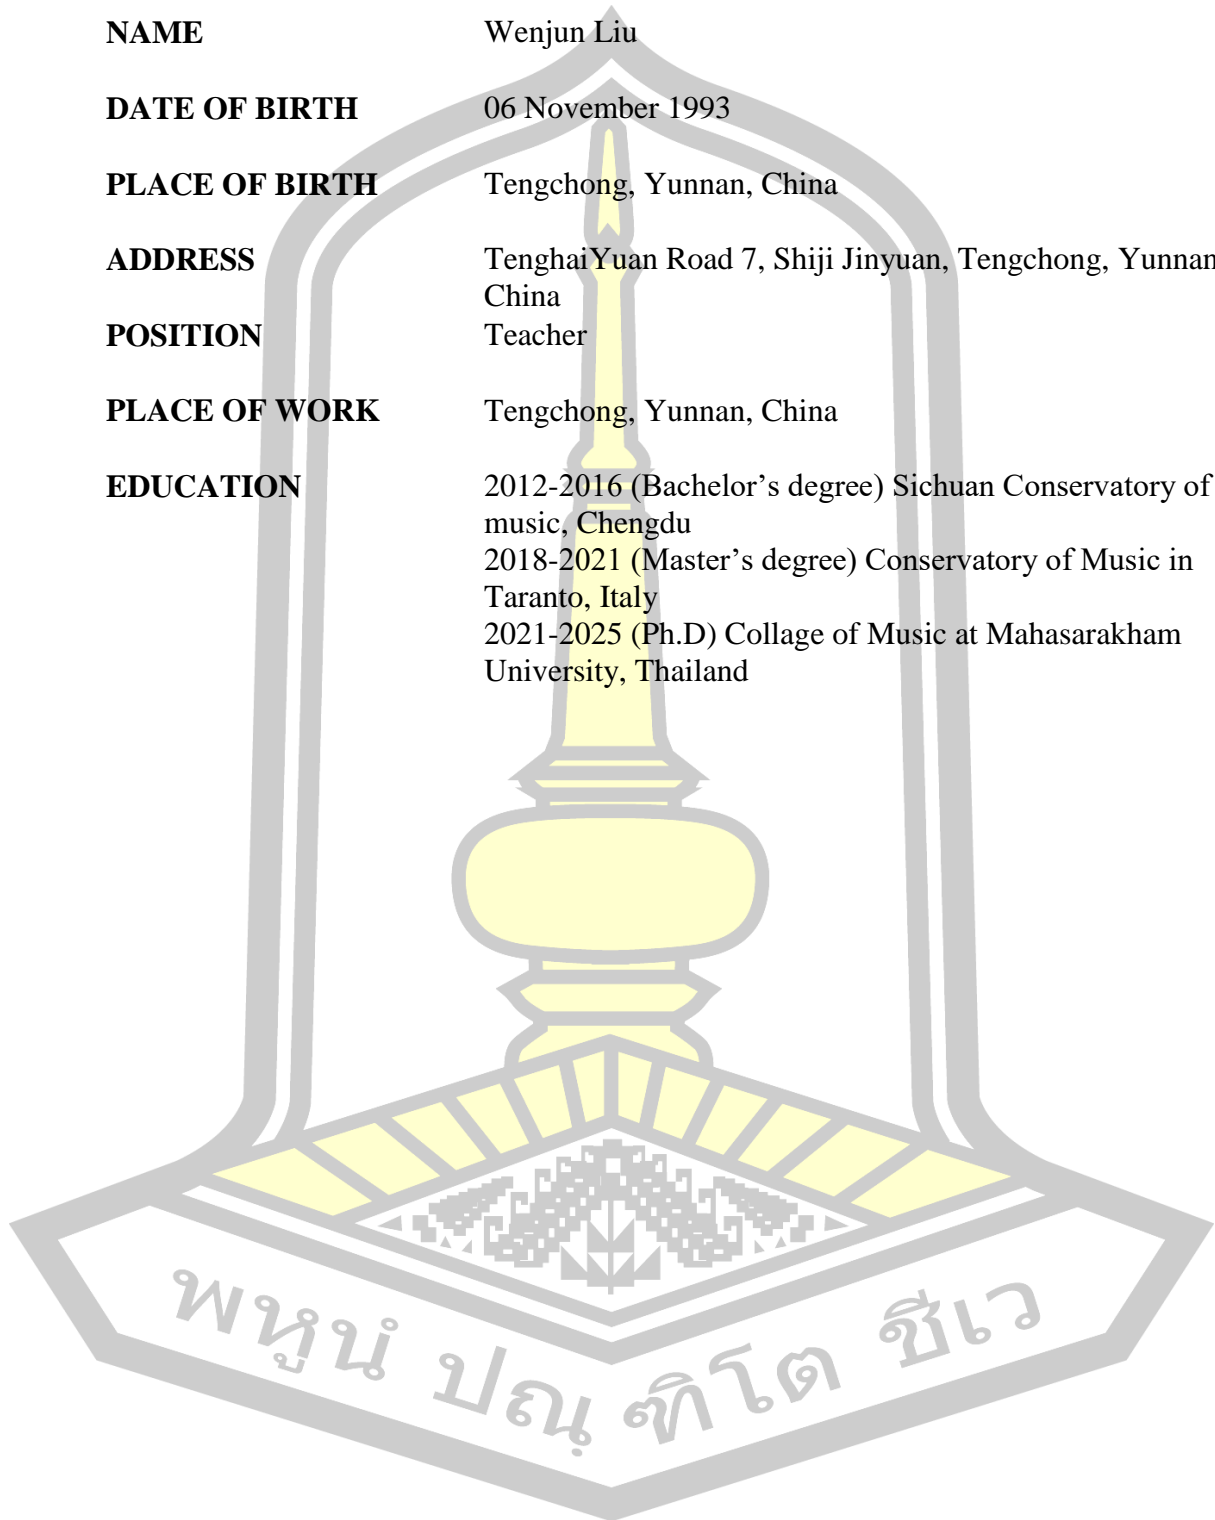 NAME Wenjun Liu
DATE OF BIRTH 06 November 1993
PLACE OF BIRTH Tengchong, Yunnan, China
ADDRESS TenghaiYuan Road 7, Shiji Jinyuan, Tengchong, Yunnan
China
POSITION Teacher
PLACE OF WORK Tengchong, Yunnan, China
EDUCATION 2012-2016 (Bachelor’s degree) Sichuan Conservatory of
music, Chengdu
2018-2021 (Master’s degree) Conservatory of Music in
Taranto, Italy
2021-2025 (Ph.D) Collage of Music at Mahasarakham
University, Thailand
พหูนํ ปณฺฑิโต ชีเว